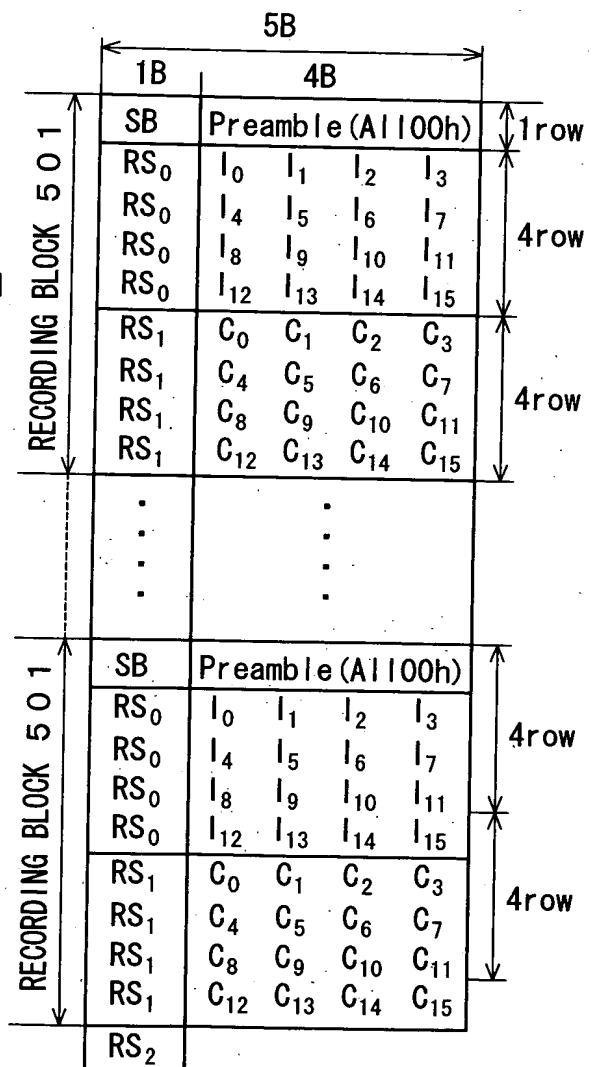 5B
1B 4B
SB Preamble(All00h) 1row
RS₀ I₀ I₁ I₂ I₃
RS₀ I₄ I₅ I₆ I₇
RS₀ I₈ I₉ I₁₀ I₁₁
RS₀ I₁₂ I₁₃ I₁₄ I₁₅
4row
RS₁ C₀ C₁ C₂ C₃
RS₁ C₄ C₅ C₆ C₇
RS₁ C₈ C₉ C₁₀ C₁₁
RS₁ C₁₂ C₁₃ C₁₄ C₁₅
4row
RECORDING BLOCK 501
SB Preamble(All00h)
RS₀ I₀ I₁ I₂ I₃
RS₀ I₄ I₅ I₆ I₇
RS₀ I₈ I₉ I₁₀ I₁₁
RS₀ I₁₂ I₁₃ I₁₄ I₁₅
4row
RS₁ C₀ C₁ C₂ C₃
RS₁ C₄ C₅ C₆ C₇
RS₁ C₈ C₉ C₁₀ C₁₁
RS₁ C₁₂ C₁₃ C₁₄ C₁₅
4row
RECORDING BLOCK 501
RS₂